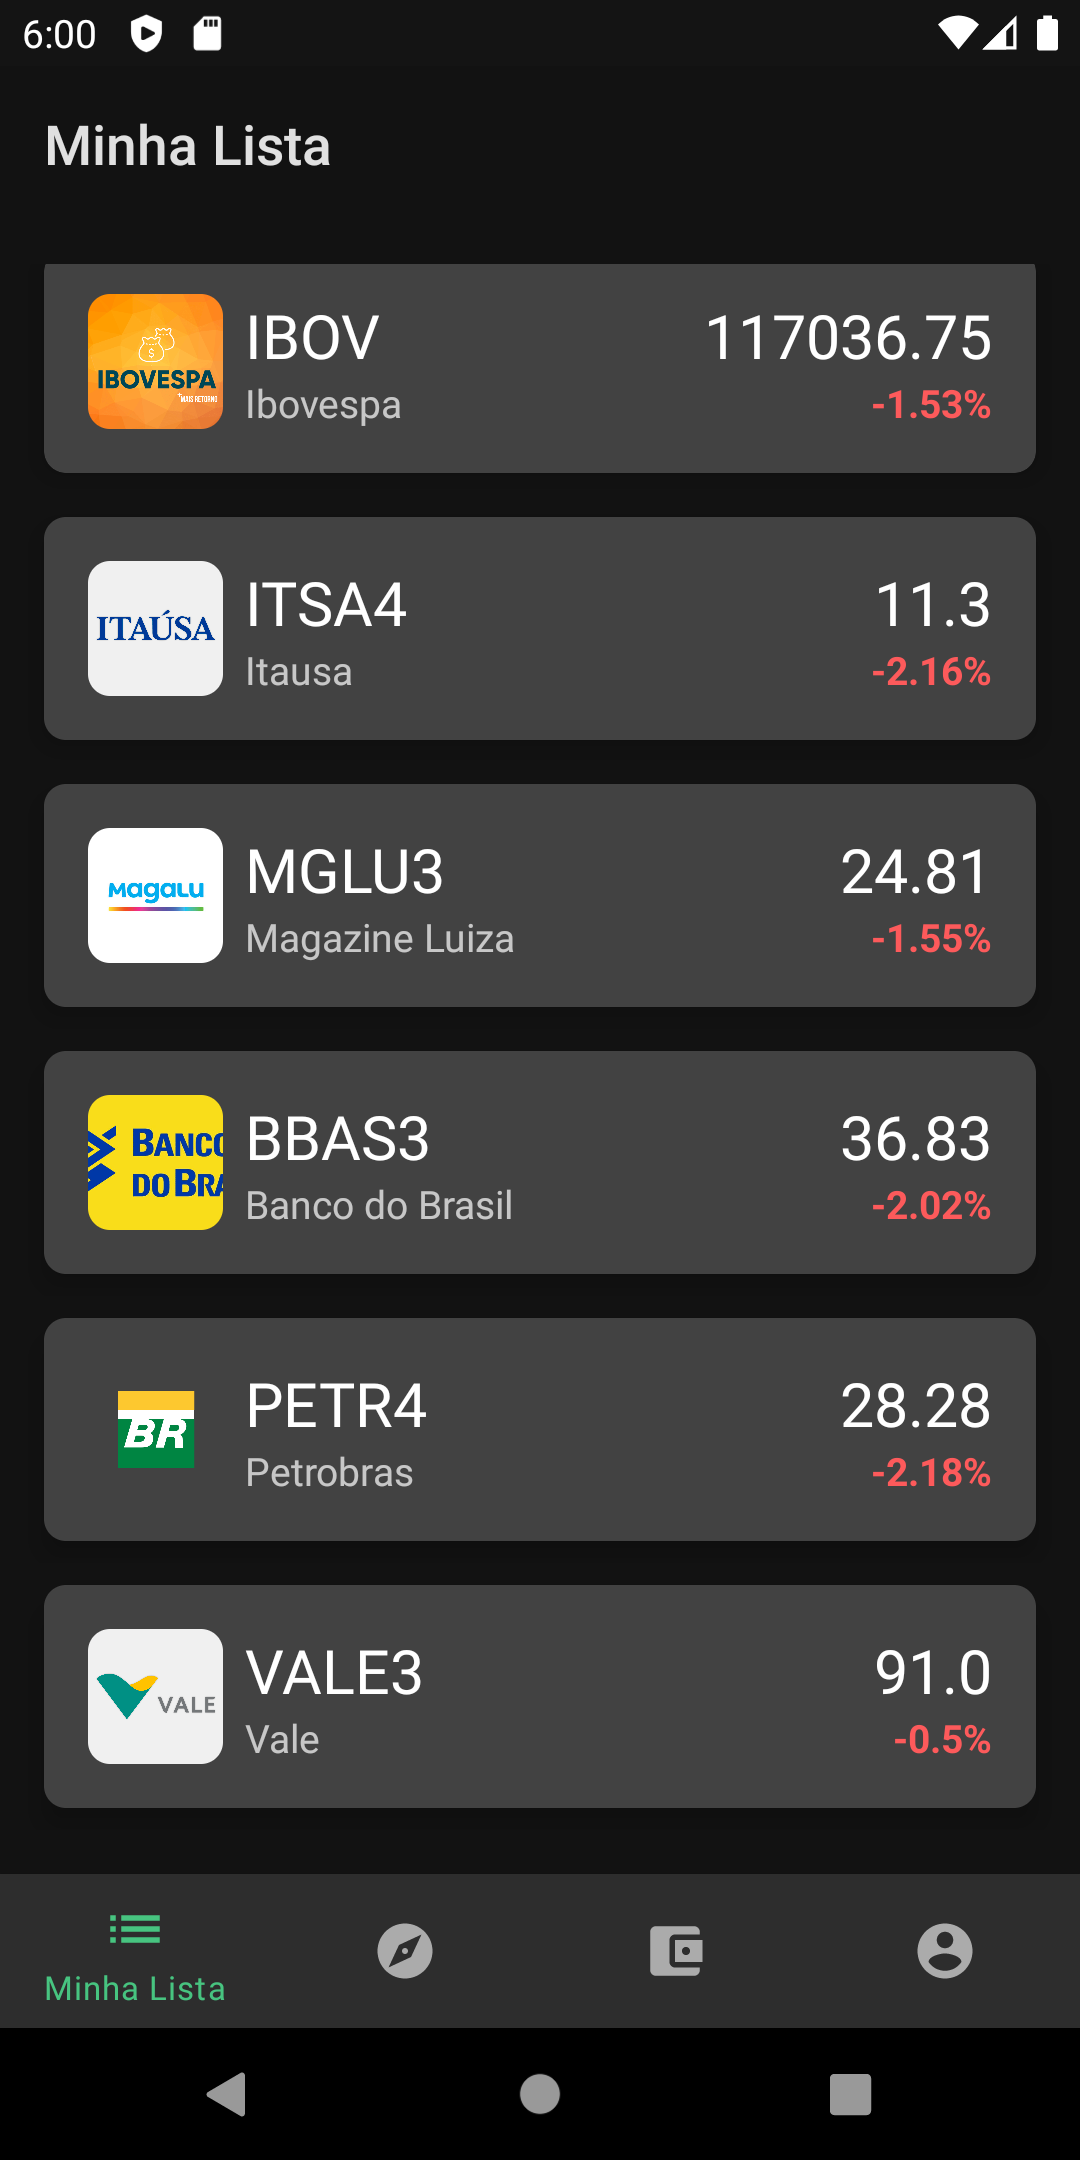 6:00
Minha Lista
IBOVESPA
+MAIS RETORNO
IBOV
117036.75
Ibovespa
-1.53%
ITAÚSA
ITSA4
11.3
Itausa
-2.16%
Magalu
MGLU3
24.81
Magazine Luiza
-1.55%
BANCO
DO BRA
BBAS3
36.83
Banco do Brasil
-2.02%
BR
PETR4
28.28
Petrobras
-2.18%
VALE
VALE3
91.0
Vale
-0.5%
Minha Lista